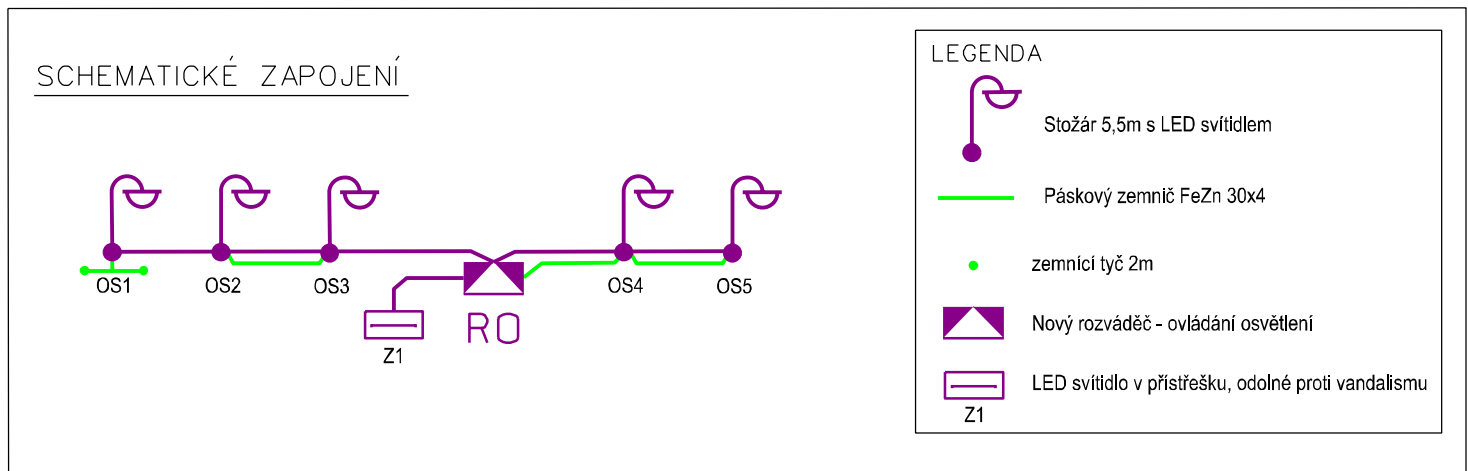 SCHEMATICKÉ ZAPOJENÍ
OS1
OS2
OS3
OS4
OS5
Z1
RO
LEGENDA
Stožár 5,5m s LED svítidlem
Páskový zemnič FeZn 30x4
zemnící tyč 2m
Nový rozváděč - ovládání osvětlení
LED svítidlo v přístřešku, odolné proti vandalismu
Z1